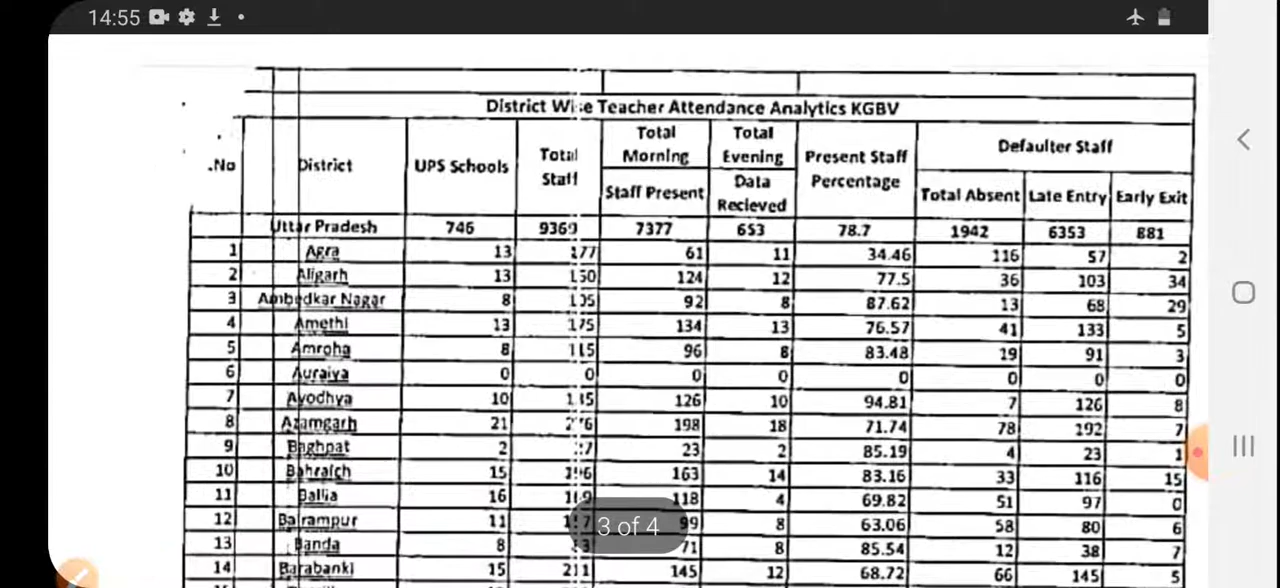 14:55
District Wise Teacher Attendance Analytics KGBV
.No District UPS Schools Total Staff Total Morning Staff Present Total Evening Data Recieved Present Staff Percentage Defaulter Staff Total Absent Late Entry Early Exit
Uttar Pradesh 746 9369 7377 653 78.7 1942 6353 881
1 Agra 13 177 61 11 34.46 116 57 2
2 Aligarh 13 160 124 12 77.5 36 103 34
3 Ambedkar Nagar 8 105 92 8 87.62 13 68 29
4 Amethi 13 175 134 13 76.57 41 133 5
5 Amroha 8 115 96 8 83.48 19 91 3
6 Auraiya 0 0 0 0 0 0 0 0
7 Ayodhya 10 126 10 94.81 7 126 8
8 Azamgarh 21 198 18 71.74 78 192 7
9 Baghpat 2 23 2 85.19 4 23 1
10 Bahraich 15 196 163 14 83.16 33 116 15
11 Ballia 16 169 118 4 69.82 51 97 0
12 Balrampur 11 99 8 63.06 58 80 6
13 Banda 8 71 8 85.54 12 38 7
14 Barabanki 15 211 145 12 68.72 66 145 5
3 of 4